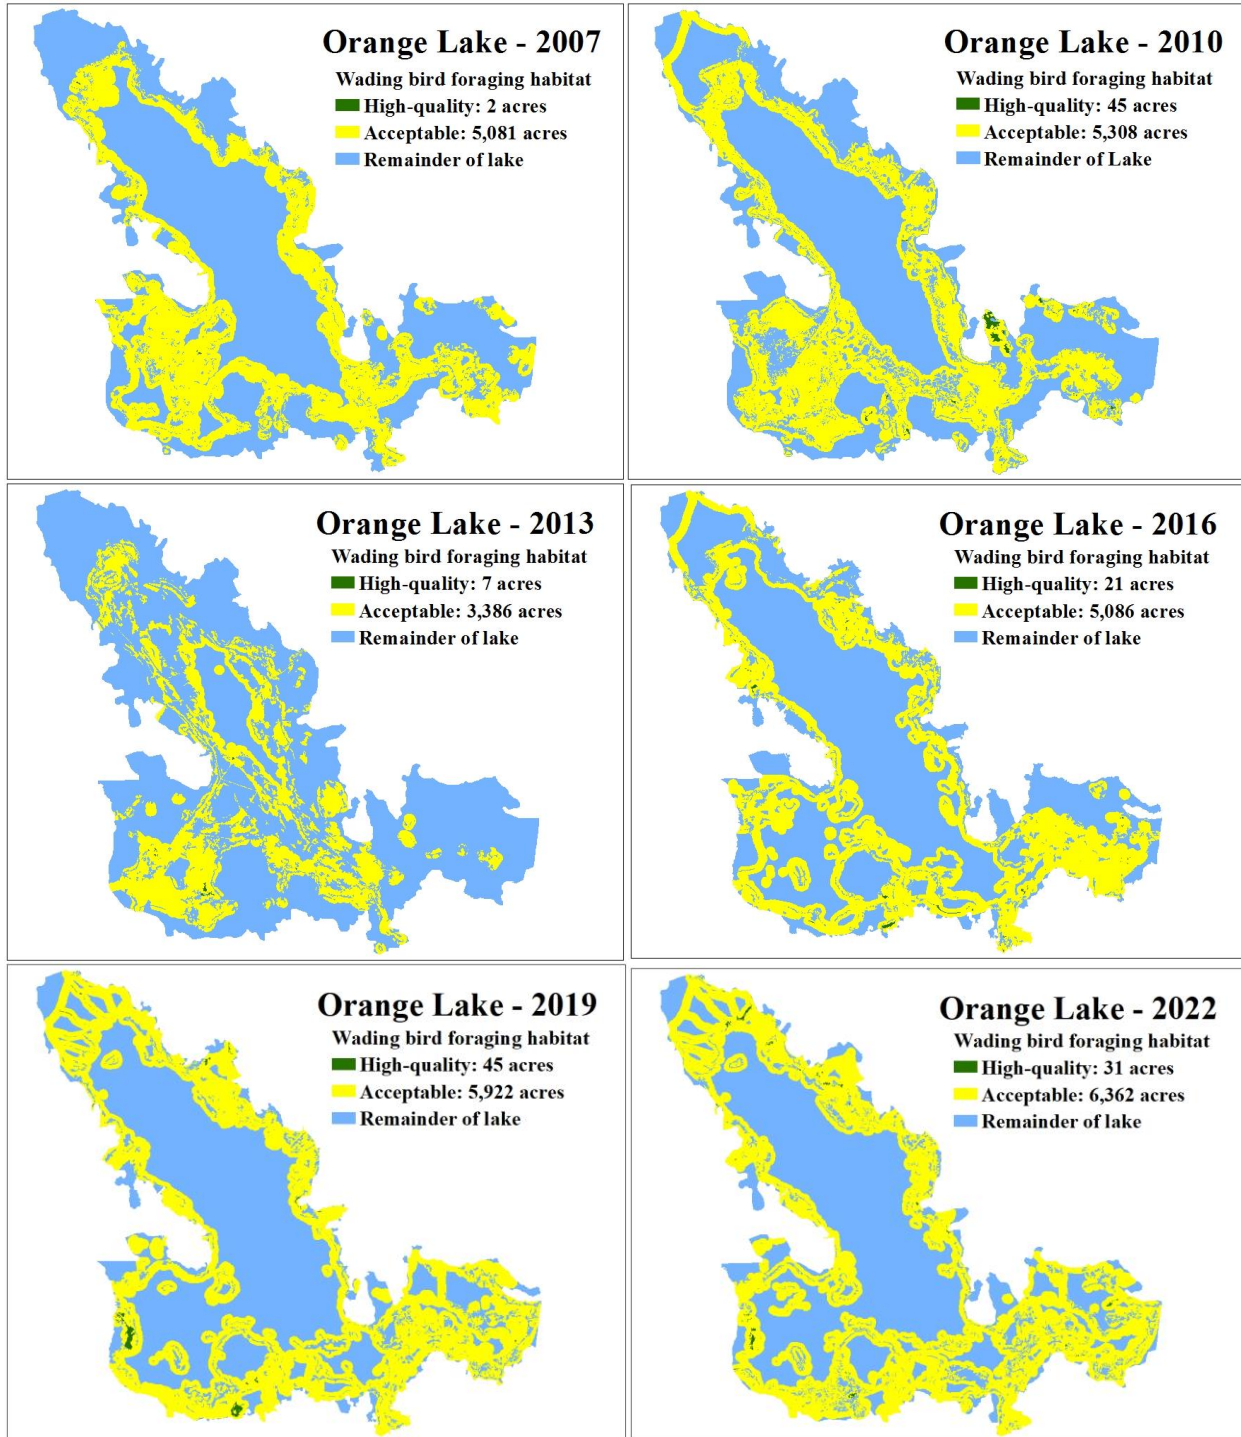 Orange Lake - 2007
Wading bird foraging habitat
High-quality: 2 acres
Acceptable: 5,081 acres
Remainder of lake
Orange Lake - 2010
Wading bird foraging habitat
High-quality: 45 acres
Acceptable: 5,308 acres
Remainder of Lake
Orange Lake - 2013
Wading bird foraging habitat
High-quality: 7 acres
Acceptable: 3,386 acres
Remainder of lake
Orange Lake - 2016
Wading bird foraging habitat
High-quality: 21 acres
Acceptable: 5,086 acres
Remainder of lake
Orange Lake - 2019
Wading bird foraging habitat
High-quality: 45 acres
Acceptable: 5,922 acres
Remainder of lake
Orange Lake - 2022
Wading bird foraging habitat
High-quality: 31 acres
Acceptable: 6,362 acres
Remainder of lake